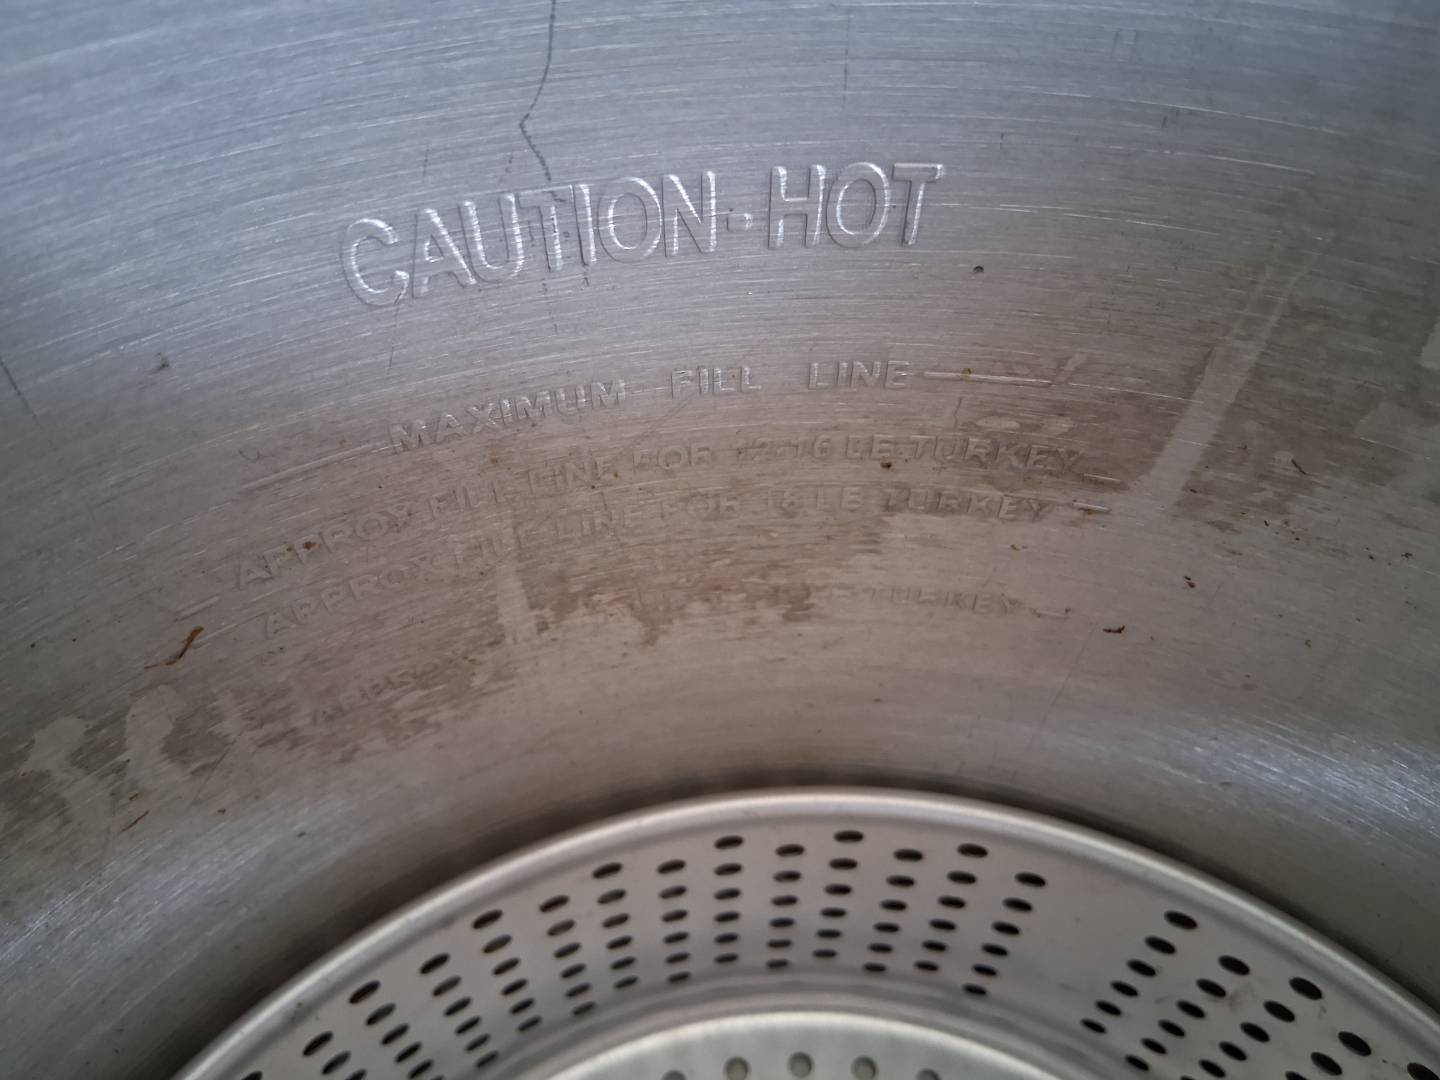 CAUTION·HOT
MAXIMUM FILL LINE
APPROX FILL LINE FOR 12-16 LB TURKEY
APPROX FILL LINE FOR 18 LB TURKEY
TURKEY